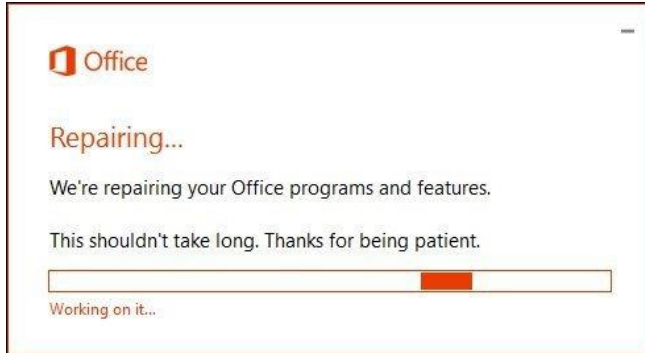 Office
Repairing...
We're repairing your Office programs and features.
This shouldn't take long. Thanks for being patient.
Working on it...